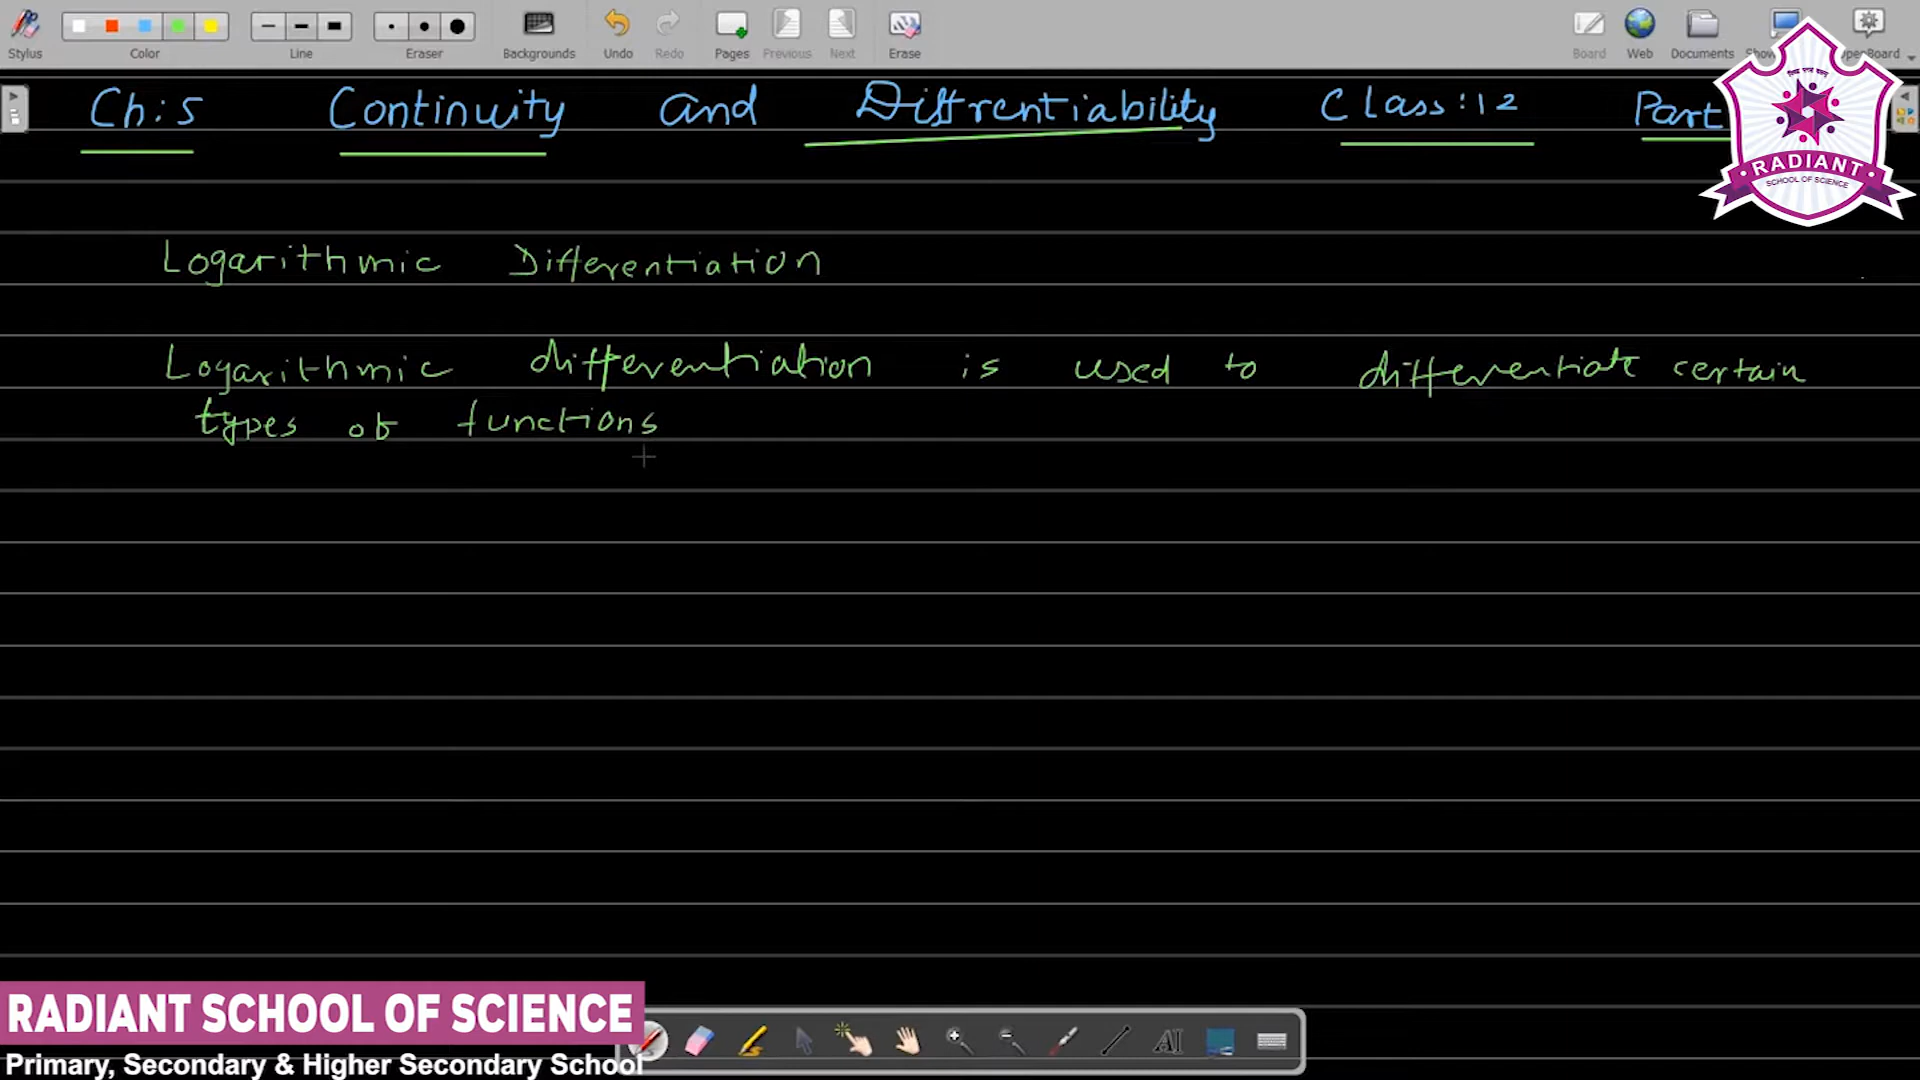 Stylus Color Line Eraser Backgrounds Undo Redo Pages Previous Next Erase Board Web Documents
Ch:5 Continuity and Diffrentiability Class:12 Part
RADIANT
SCHOOL OF SCIENCE
Logarithmic Differentiation
Logarithmic differentiation is used to differentiate certain
types of functions
RADIANT SCHOOL OF SCIENCE
Primary, Secondary & Higher Secondary School